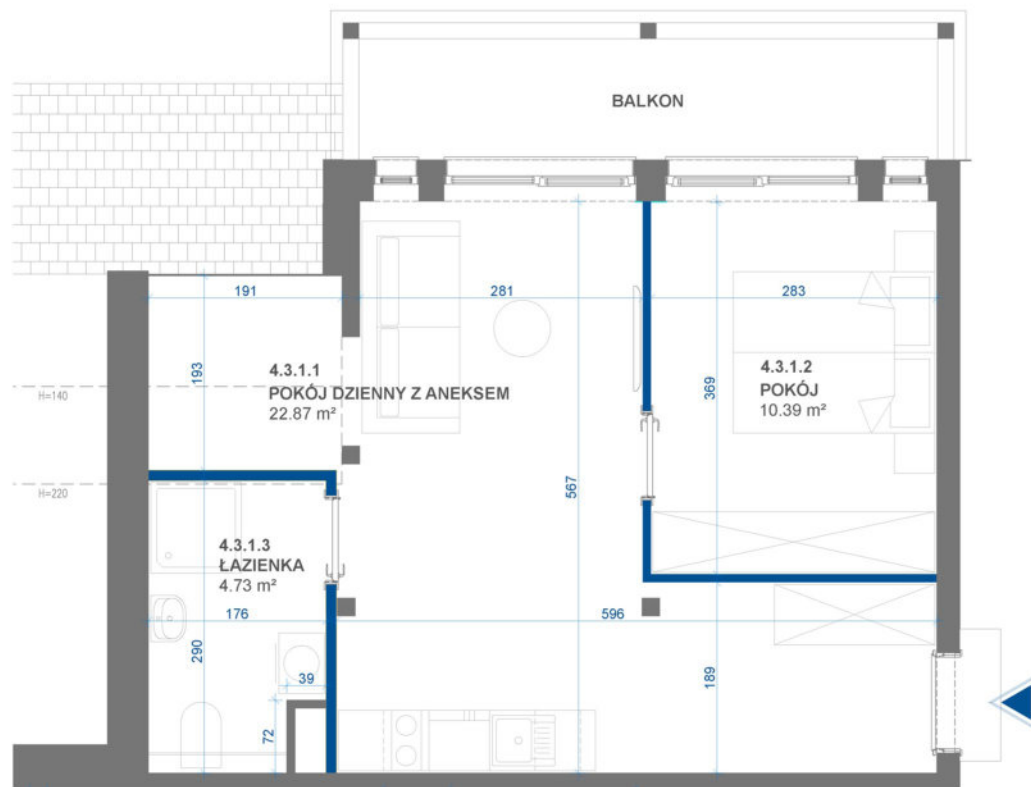 BALKON
191
281
283
193
4.3.1.1
POKÓJ DZIENNY Z ANEKSEM
22.87 m²
4.3.1.2
POKÓJ
10.39 m²
369
H=140
567
H=220
4.3.1.3
ŁAZIENKA
4.73 m²
176
596
290
39
189
72